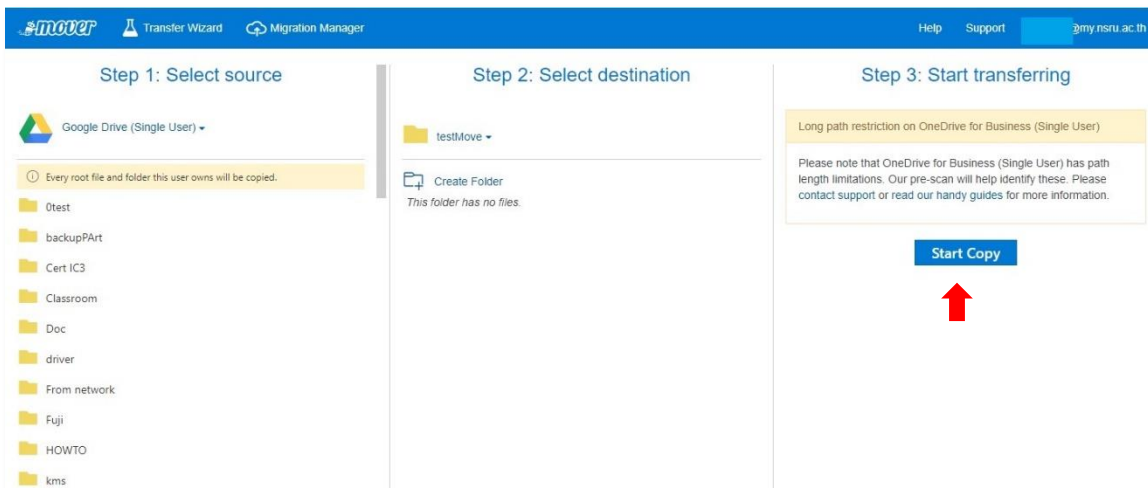 mover Transfer Wizard Migration Manager Help Support @my.nsru.ac.th
Step 1: Select source
Google Drive (Single User)
Every root file and folder this user owns will be copied.
0test
backupPArt
Cert IC3
Classroom
Doc
driver
From network
Fuji
HOWTO
kms
Step 2: Select destination
testMove
Create Folder
This folder has no files.
Step 3: Start transferring
Long path restriction on OneDrive for Business (Single User)
Please note that OneDrive for Business (Single User) has path
length limitations. Our pre-scan will help identify these. Please
contact support or read our handy guides for more information.
Start Copy